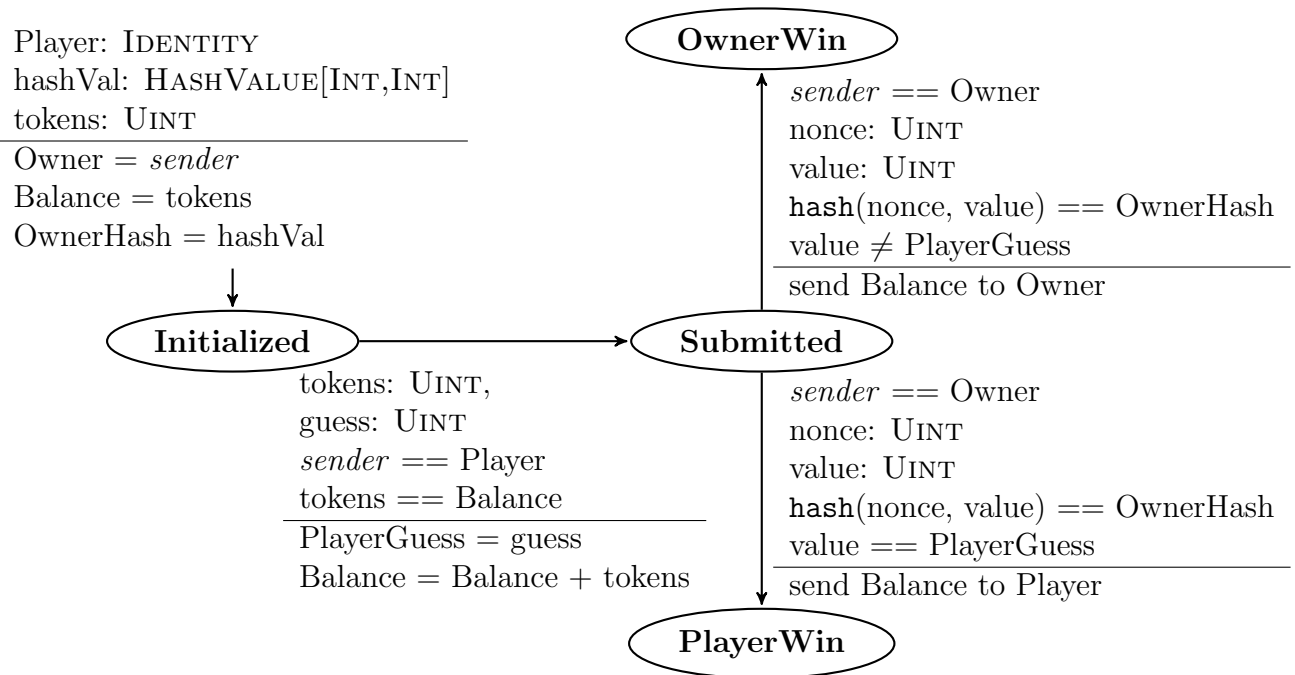 Player: IDENTITY
hashVal: HASHVALUE[INT,INT]
tokens: UINT
Owner = sender
Balance = tokens
OwnerHash = hashVal
OwnerWin
sender == Owner
nonce: UINT
value: UINT
hash(nonce, value) == OwnerHash
value ≠ PlayerGuess
send Balance to Owner
Initialized
Submitted
tokens: UINT,
guess: UINT
sender == Player
tokens == Balance
PlayerGuess = guess
Balance = Balance + tokens
sender == Owner
nonce: UINT
value: UINT
hash(nonce, value) == OwnerHash
value == PlayerGuess
send Balance to Player
PlayerWin